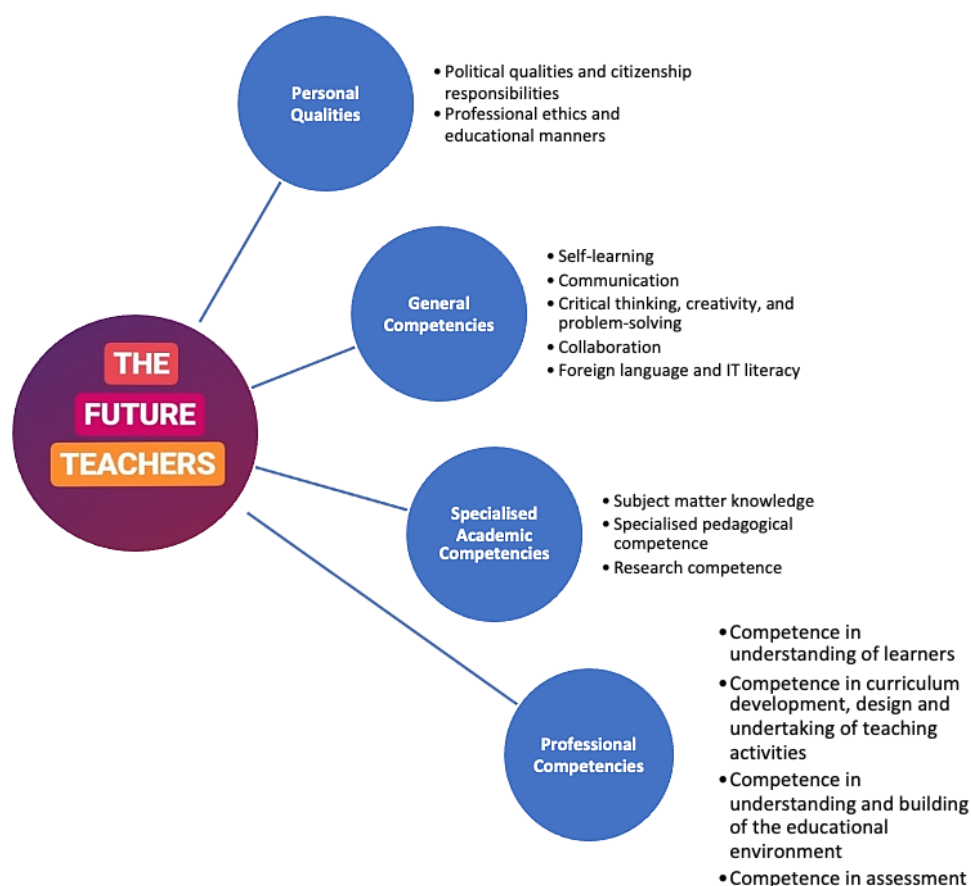 Personal
Qualities
• Political qualities and citizenship
responsibilities
• Professional ethics and
educational manners
General
Competencies
• Self-learning
• Communication
• Critical thinking, creativity, and
problem-solving
• Collaboration
• Foreign language and IT literacy
THE
FUTURE
TEACHERS
Specialised
Academic
Competencies
• Subject matter knowledge
• Specialised pedagogical
competence
• Research competence
Professional
Competencies
• Competence in
understanding of learners
• Competence in curriculum
development, design and
undertaking of teaching
activities
• Competence in
understanding and building
of the educational
environment
• Competence in assessment